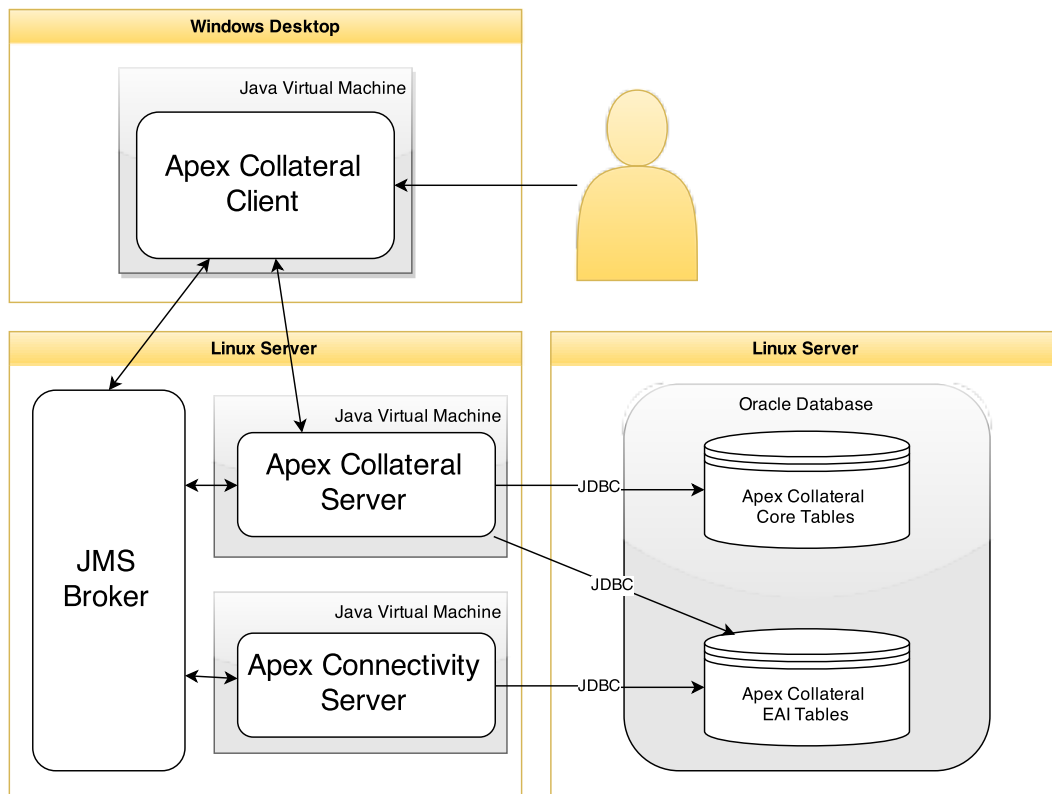 Windows Desktop
Java Virtual Machine
Apex Collateral
Client
Linux Server
Java Virtual Machine
Apex Collateral
Server
JMS
Broker
Java Virtual Machine
Apex Connectivity
Server
JDBC
JDBC
JDBC
Linux Server
Oracle Database
Apex Collateral
Core Tables
Apex Collateral
EAI Tables